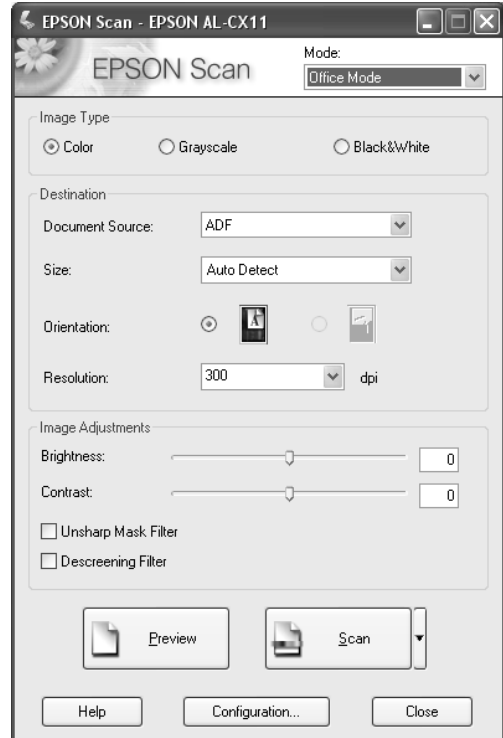 EPSON Scan - EPSON AL-CX11
EPSON Scan
Mode:
Office Mode
Image Type
Color Grayscale Black&White
Destination
Document Source: ADF
Size: Auto Detect
Orientation:
Resolution: 300 dpi
Image Adjustments
Brightness: 0
Contrast: 0
Unsharp Mask Filter
Descreening Filter
Preview Scan
Help Configuration... Close